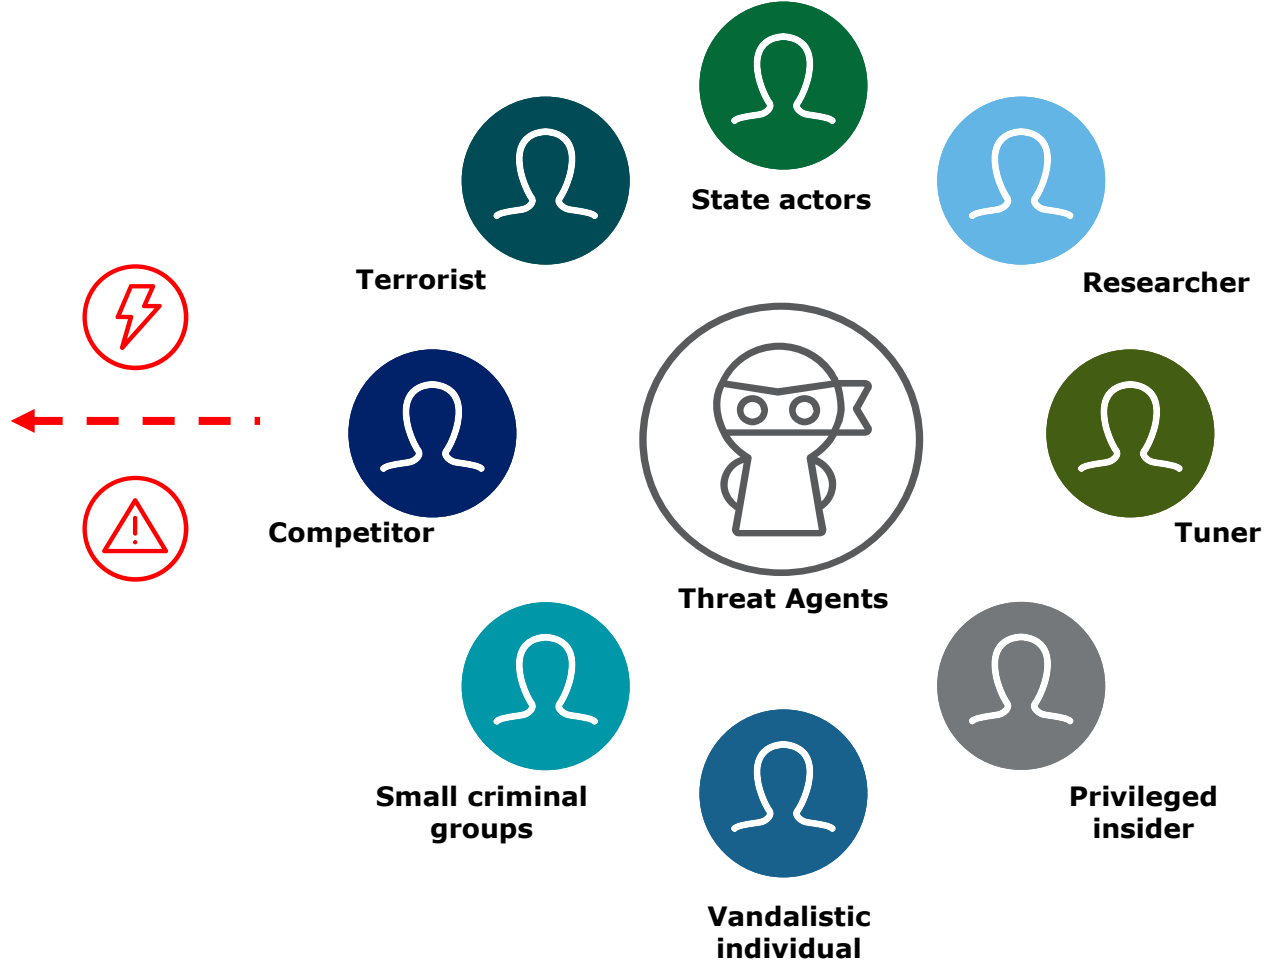 State actors
Terrorist
Researcher
Competitor
Tuner
Threat Agents
Small criminal
groups
Privileged
insider
Vandalistic
individual